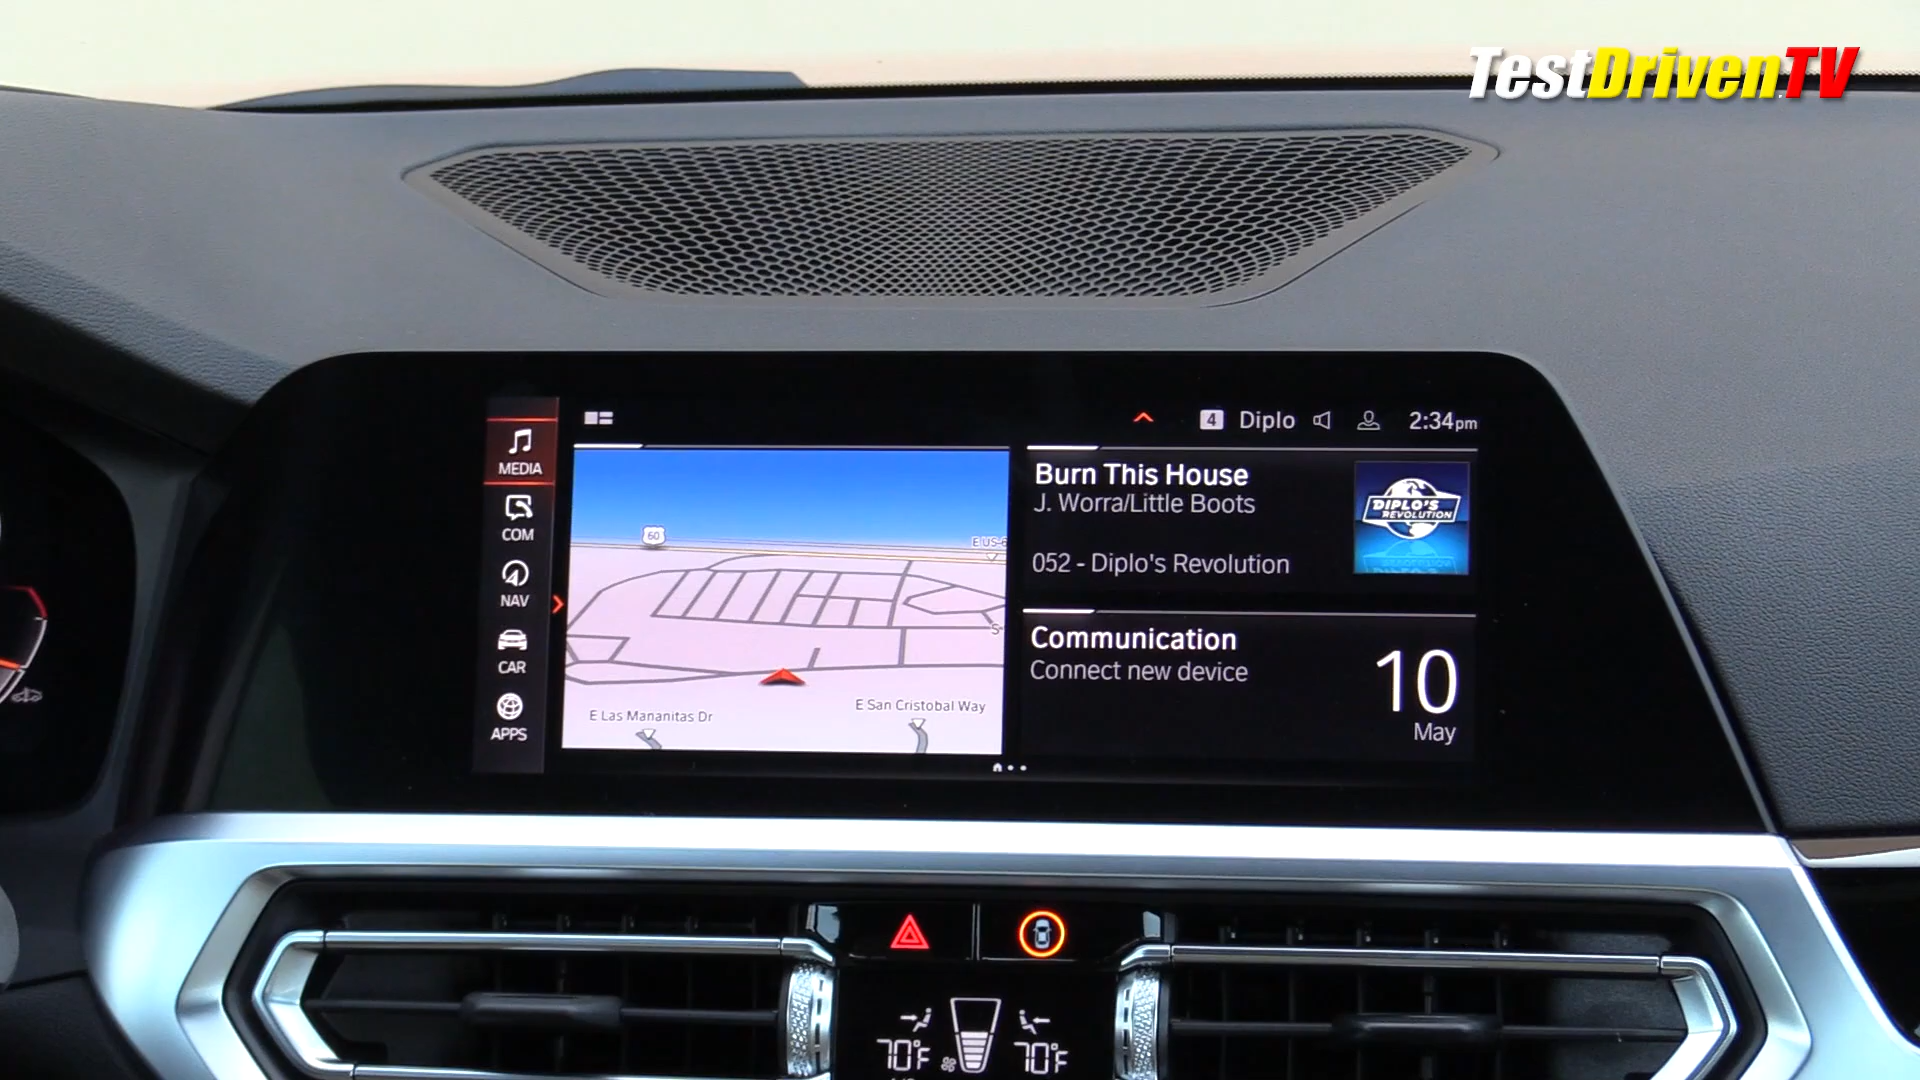 TestDrivenTV
4 Diplo 2:34pm
MEDIA
COM
NAV
CAR
APPS
60
E US-6
S
E Las Mananitas Dr
E San Cristobal Way
Burn This House
J. Worra/Little Boots
052 - Diplo's Revolution
DIPLO'S
REVOLUTION
Communication
Connect new device
10
May
70°F
70°F